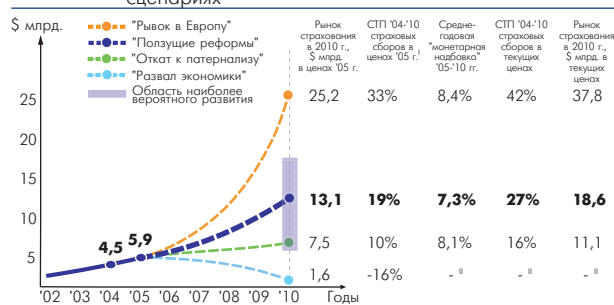 сценариях
$ млрд.
"Рывок в Европу"
"Ползущие реформы"
"Откат к патернализу"
"Развал экономики"
Область наиболее
вероятного развития
Рынок
страхования
в 2010 г.,
$ млрд.
в ценах '05 г.
СТП '04-'10
страховых
сборов в
ценах '05 г.ᴵ
Средне-
годовая
"монетарная
надбавка"
'05-'10 гг.
СТП '04-'10
страховых
сборов в
текущих
ценах
Рынок
страхования
в 2010 г.,
$ млрд. в
текущих
ценах
25,2 33% 8,4% 42% 37,8
13,1 19% 7,3% 27% 18,6
7,5 10% 8,1% 16% 11,1
1,6 -16% - ᴵᴵ - ᴵᴵ - ᴵᴵ
25
20
15
10
5
4,5 5,9
'02 '03 '04 '05 '06 '07 '08 '09 '10 Годы